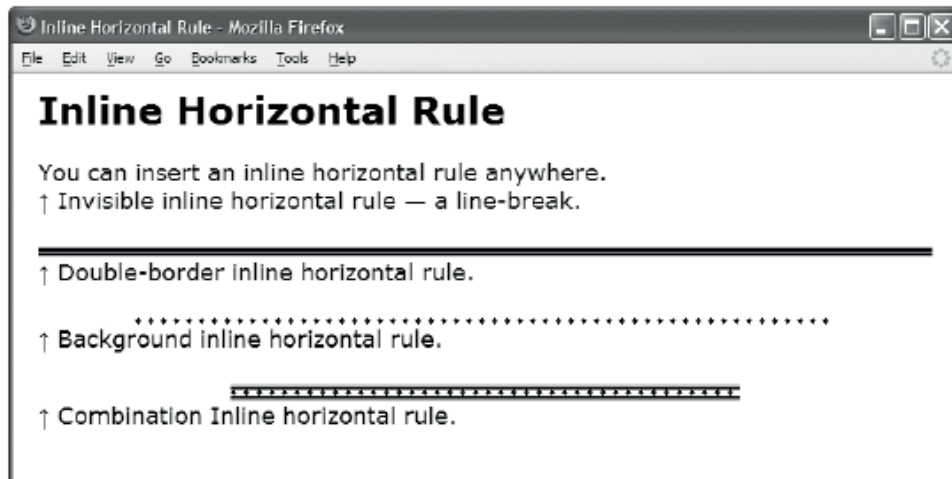 Inline Horizontal Rule - Mozilla Firefox
File Edit View Go Bookmarks Tools Help
Inline Horizontal Rule
You can insert an inline horizontal rule anywhere.
↑ Invisible inline horizontal rule — a line-break.
↑ Double-border inline horizontal rule.
↑ Background inline horizontal rule.
↑ Combination Inline horizontal rule.